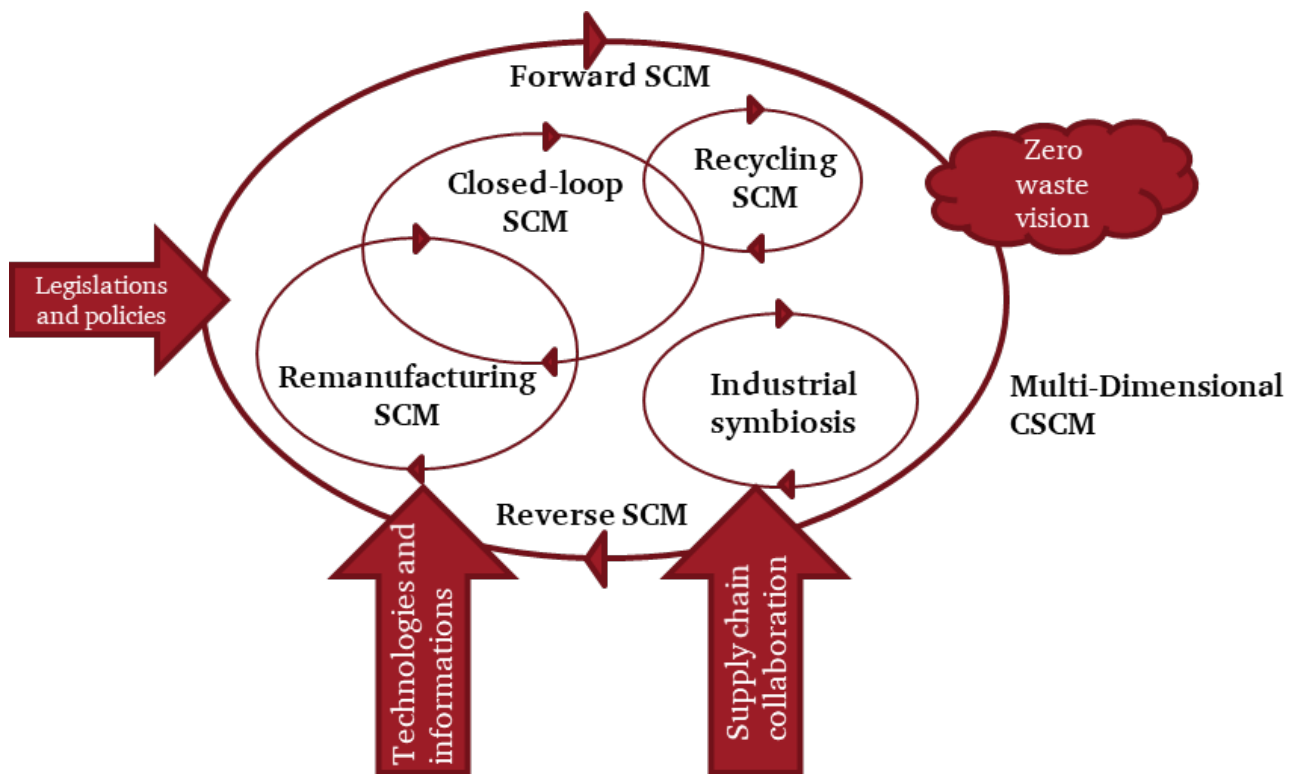 Forward SCM
Recycling
SCM
Zero
waste
vision
Closed-loop
SCM
Legislations
and policies
Remanufacturing
SCM
Industrial
symbiosis
Multi-Dimensional
CSCM
Reverse SCM
Technologies and
informations
Supply chain
collaboration